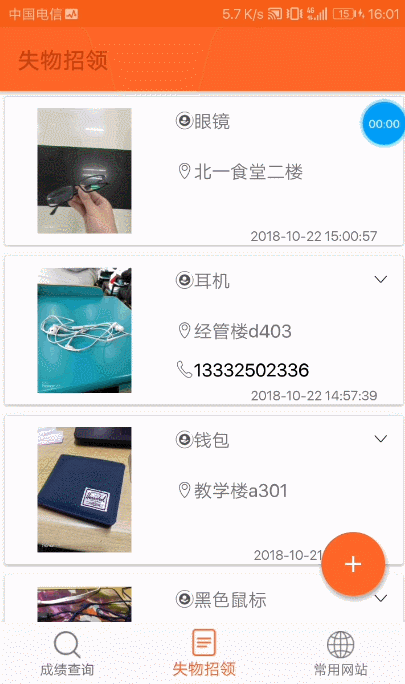 中国电信 5.7 K/s 4G 15 16:01
失物招领
00:00
眼镜
北一食堂二楼
2018-10-22 15:00:57
耳机
经管楼d403
13332502336
2018-10-22 14:57:39
钱包
教学楼a301
2018-10-21
黑色鼠标
成绩查询 失物招领 常用网站